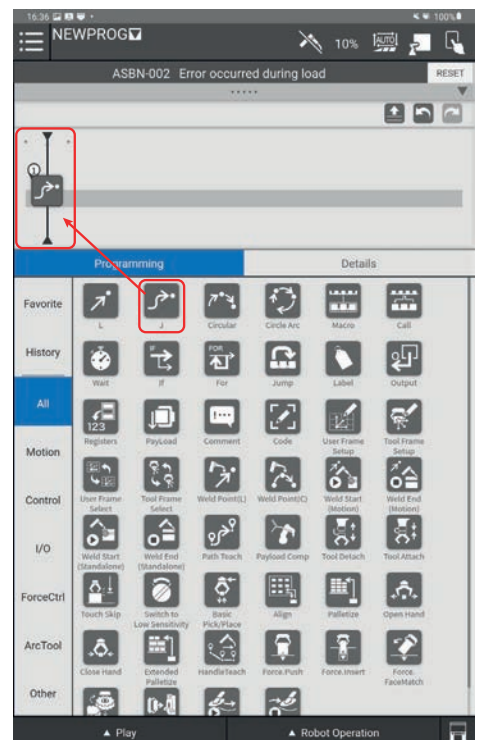 16:36
100%
NEWPROG
10%
AUTO
ASBN-002 Error occurred during load
RESET
1
Programming
Details
Favorite
History
All
Motion
Control
I/O
ForceCtrl
ArcTool
Other
L
J
Circular
Circle Arc
Macro
Call
IF
FOR
Wait
If
For
Jump
Label
Output
123
Registers
PayLoad
Comment
Code
User Frame
Setup
Tool Frame
Setup
User Frame
Select
Tool Frame
Select
Weld Point(L)
Weld Point(C)
Weld Start
(Motion)
Weld End
(Motion)
Weld Start
(Standalone)
Weld End
(Standalone)
Path Teach
Payload Comp
Tool Detach
Tool Attach
Touch Skip
Switch to
Low Sensitivity
Basic
Pick/Place
Align
Palletize
Open Hand
Close Hand
Extended
Palletize
HandleTeach
Force.Push
Force.Insert
Force.
FaceMatch
▲ Play
▲ Robot Operation